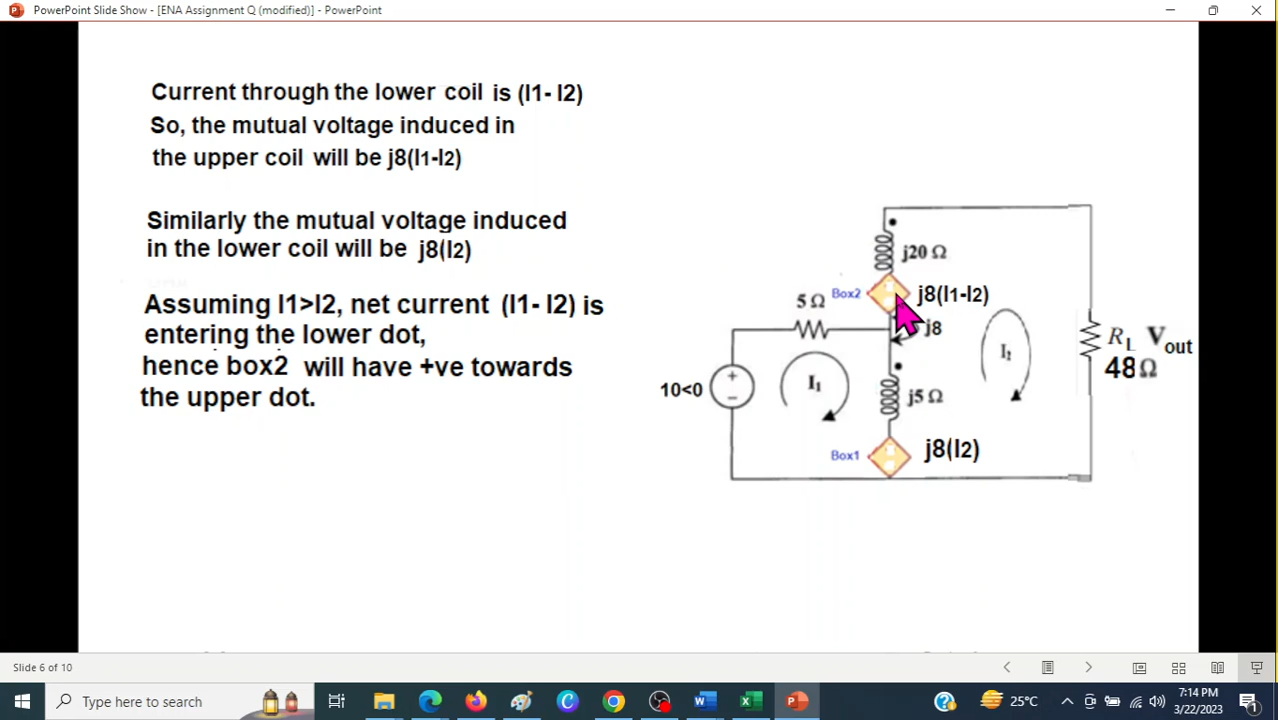 PowerPoint Slide Show - [ENA Assignment Q (modified)] - PowerPoint
Current through the lower coil is (I1- I2)
So, the mutual voltage induced in
the upper coil will be j8(I1-I2)
Similarly the mutual voltage induced
in the lower coil will be j8(I2)
Assuming I1>I2, net current (I1- I2) is
entering the lower dot,
hence box2 will have +ve towards
the upper dot.
j20 Ω
Box2
j8(I1-I2)
5 Ω
j8
10<0
+
−
I₁
I₂
RL
Vout
48Ω
j5 Ω
Box1
j8(I2)
Slide 6 of 10
Type here to search
25°C
7:14 PM
3/22/2023
1